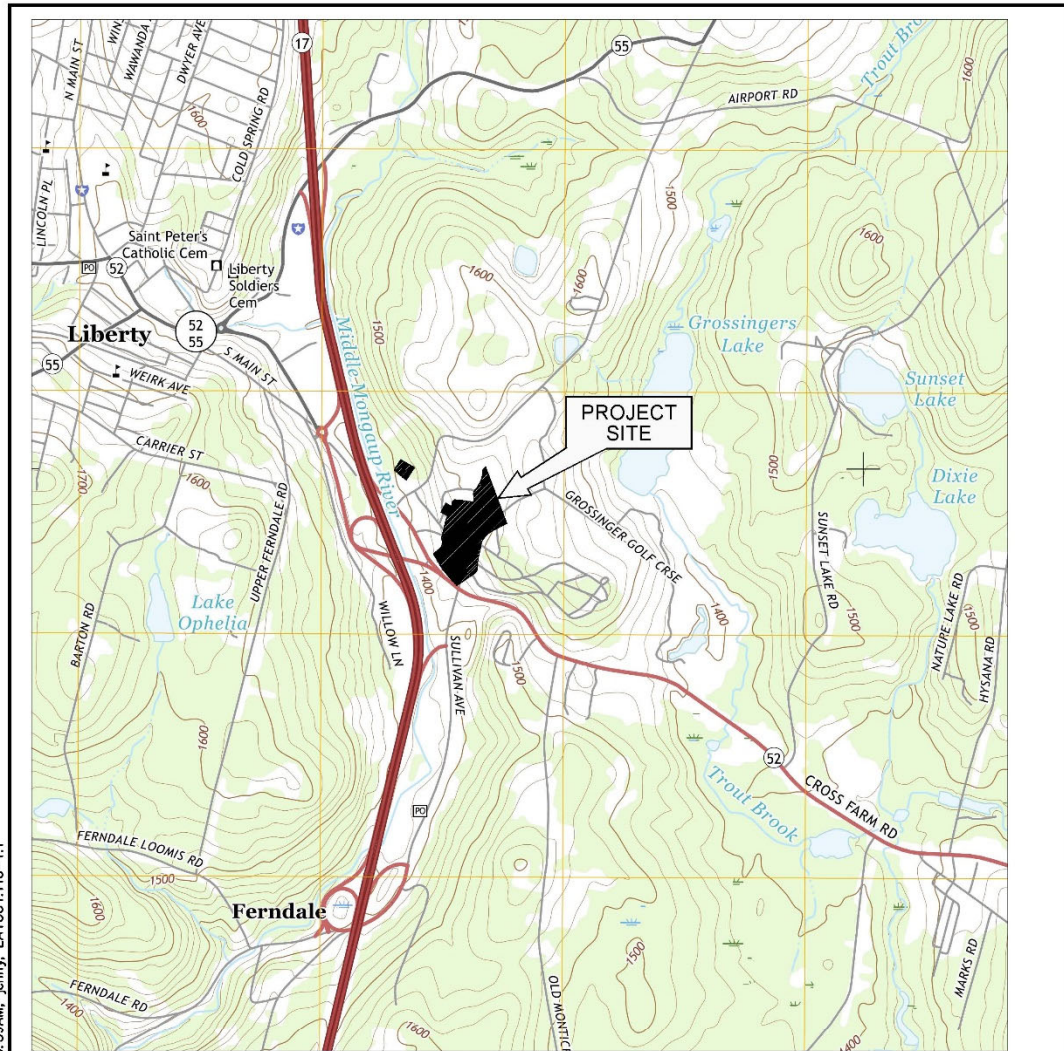 17
55
N MAIN ST
WAWANDA
DWYER AVE
COLD SPRING RD
1600
Trout
AIRPORT RD
1600
1500
LINCOLN PL
Saint Peter's
Catholic Cem
PO
52
Liberty
Soldiers
Cem
1600
1600
1600
Liberty
52
55
1500
Middle Mongaup River
Grossingers
Lake
55
S MAIN ST
WEIRK AVE
Sunset
Lake
PROJECT
SITE
CARRIER ST
1700
1600
1500
Dixie
Lake
UPPER FERNDALE RD
GROSSINGER GOLF CRSE
SUNSET LAKE RD
1400
1400
Lake
Ophelia
BARTON RD
WILLOW LN
SULLIVAN AVE
1500
1500
NATURE LAKE RD
HYSANA RD
1500
1600
52
CROSS FARM RD
Trout Brook
PO
FERNDALE LOOMIS RD
1500
1600
Ferndale
1500
FERNDALE RD
1400
1600
OLD MONTIC
MARKS RD
1400